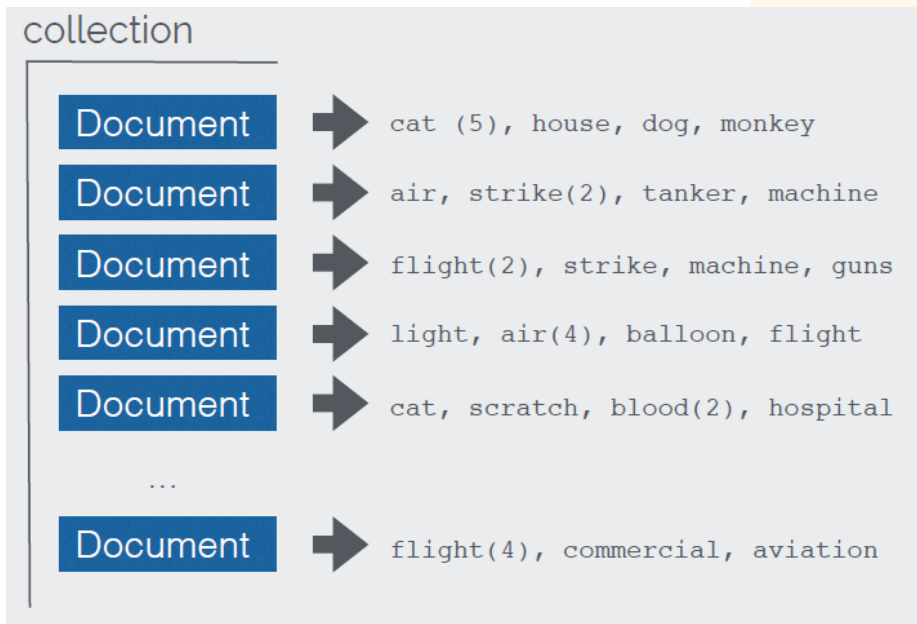 collection
Document cat (5), house, dog, monkey
Document air, strike(2), tanker, machine
Document flight(2), strike, machine, guns
Document light, air(4), balloon, flight
Document cat, scratch, blood(2), hospital
...
Document flight(4), commercial, aviation